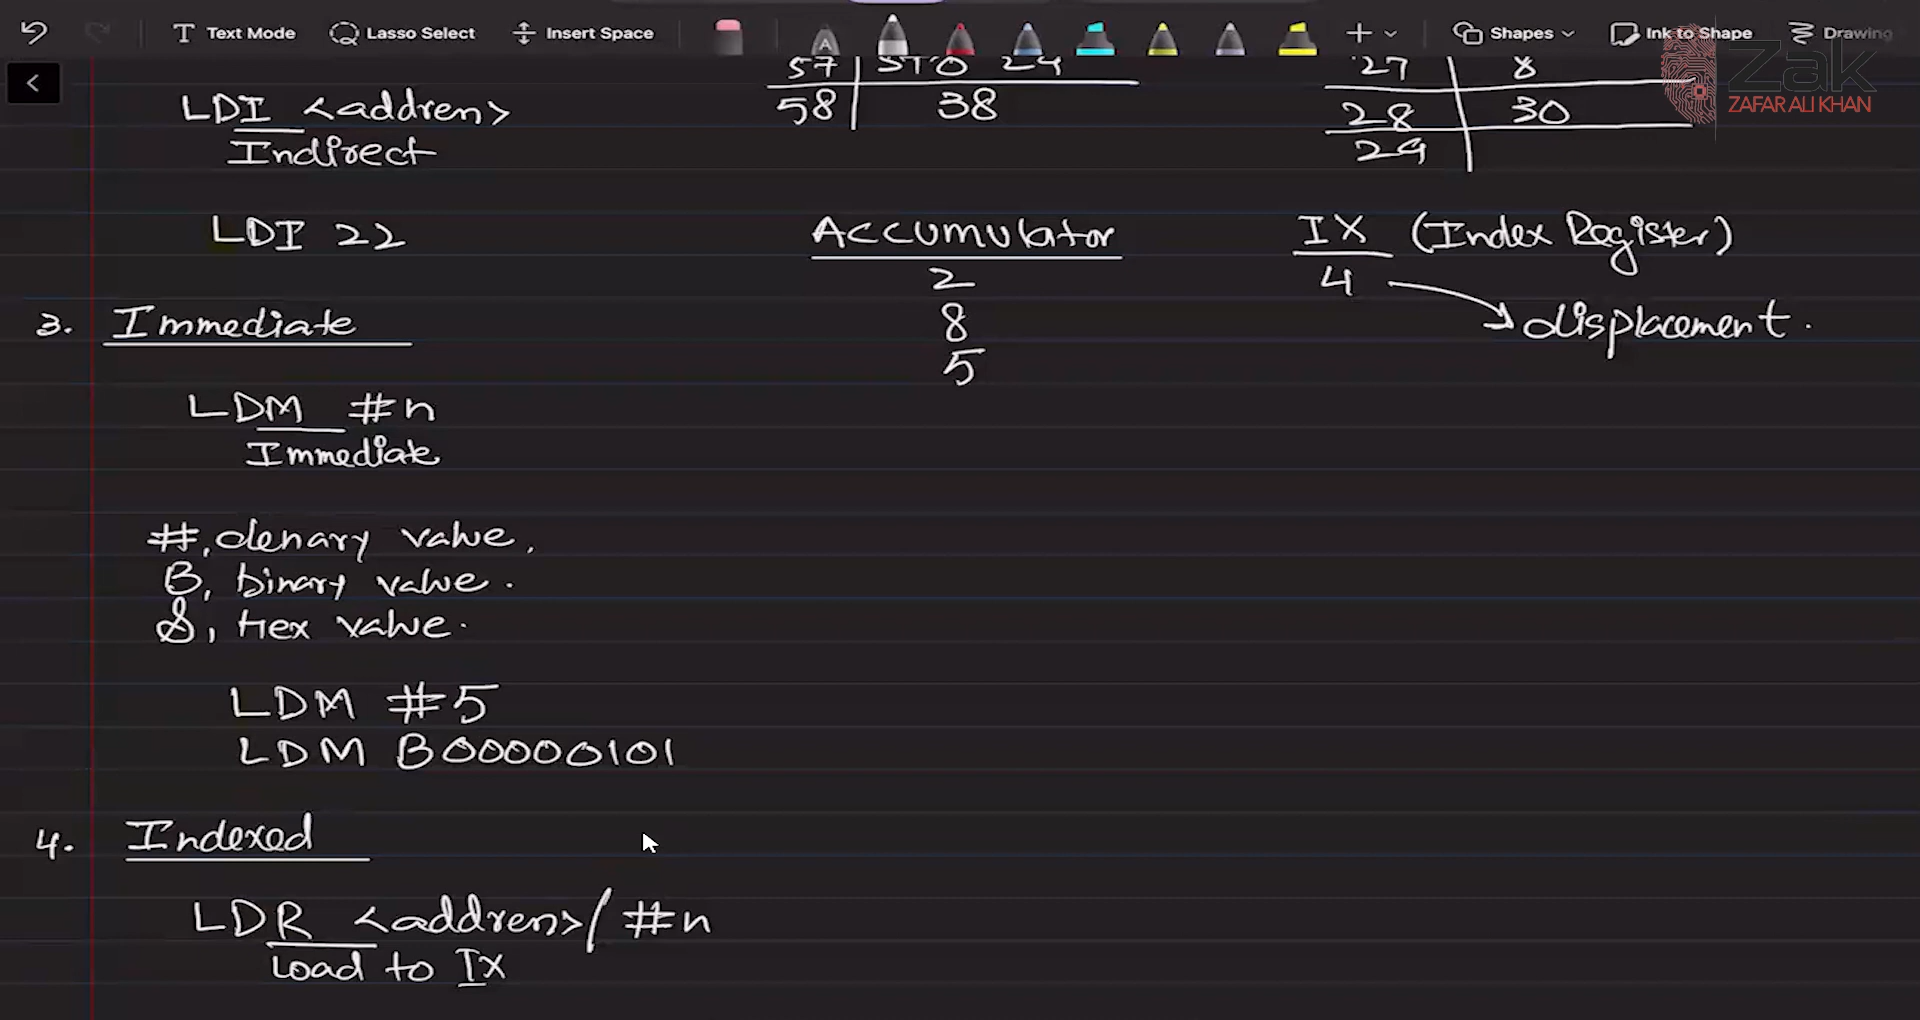 Text Mode Lasso Select Insert Space Shapes Ink to Shape Drawing
Zak
ZAFAR ALI KHAN
57 STO 24
58 38
27 8
28 30
29
LDI <address>
Indirect
LDI 22
Accumulator
2
8
5
IX (Index Register)
4
displacement.
3. Immediate
LDM #n
Immediate
#, denary value.
B, binary value.
&, Hex value.
LDM #5
LDM B00000101
4. Indexed
LDR <address>/ #n
Load to IX